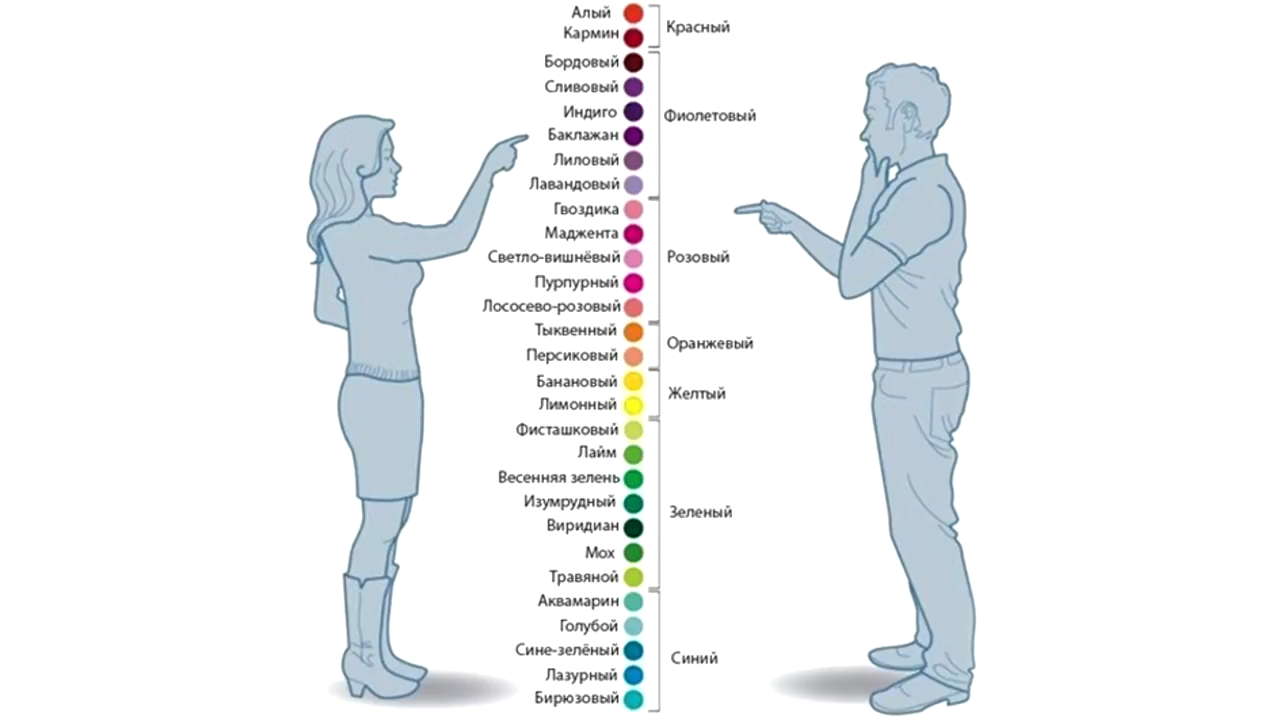 Алый
Кармин
Красный
Бордовый
Сливовый
Индиго
Баклажан
Лиловый
Лавандовый
Фиолетовый
Гвоздика
Маджента
Светло-вишнёвый
Пурпурный
Лососево-розовый
Розовый
Тыквенный
Персиковый
Оранжевый
Банановый
Лимонный
Желтый
Фисташковый
Лайм
Весенняя зелень
Изумрудный
Виридиан
Мох
Травяной
Зеленый
Аквамарин
Голубой
Сине-зелёный
Лазурный
Бирюзовый
Синий